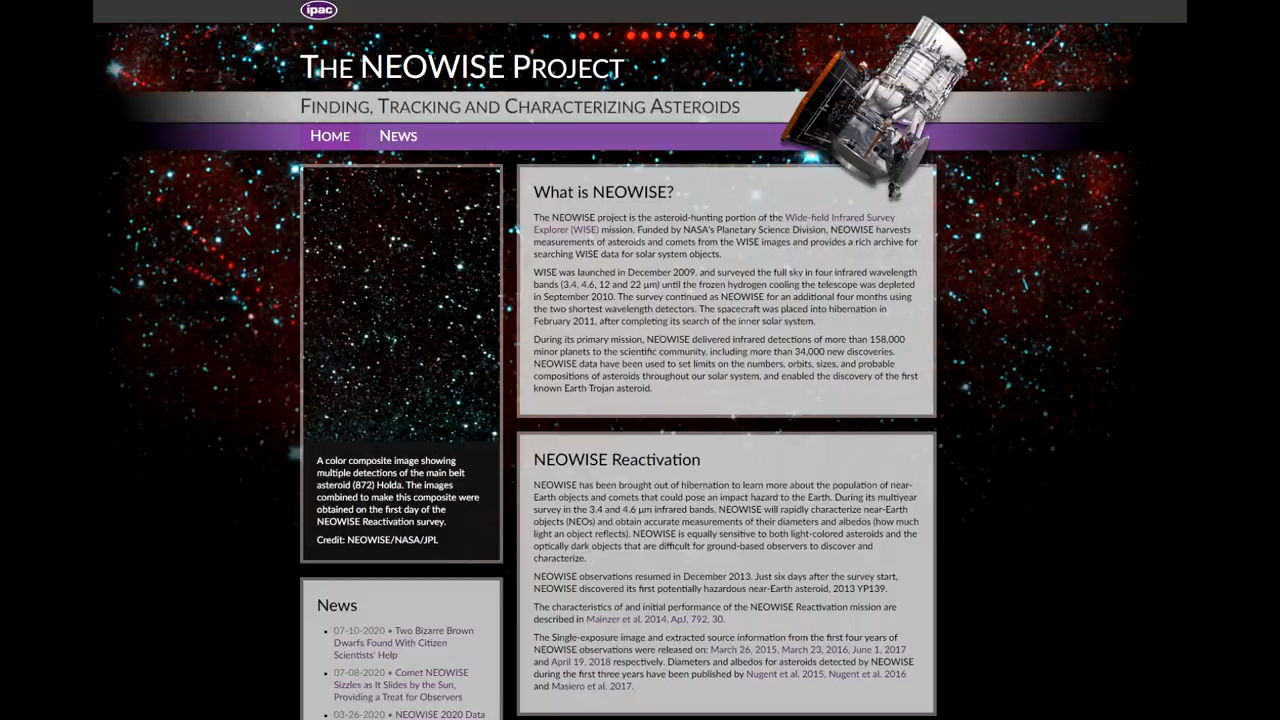 ipac
THE NEOWISE PROJECT
FINDING, TRACKING AND CHARACTERIZING ASTEROIDS
HOME NEWS
A color composite image showing
multiple detections of the main belt
asteroid (872) Holda. The images
combined to make this composite were
obtained on the first day of the
NEOWISE Reactivation survey.
Credit: NEOWISE/NASA/JPL
News
• 07-10-2020 • Two Bizarre Brown
Dwarfs Found With Citizen
Scientists' Help
• 07-08-2020 • Comet NEOWISE
Sizzles as It Slides by the Sun,
Providing a Treat for Observers
• 03-26-2020 • NEOWISE 2020 Data
What is NEOWISE?
The NEOWISE project is the asteroid-hunting portion of the Wide-field Infrared Survey
Explorer (WISE) mission. Funded by NASA's Planetary Science Division, NEOWISE harvests
measurements of asteroids and comets from the WISE images and provides a rich archive for
searching WISE data for solar system objects.
WISE was launched in December 2009, and surveyed the full sky in four infrared wavelength
bands (3.4, 4.6, 12 and 22 μm) until the frozen hydrogen cooling the telescope was depleted
in September 2010. The survey continued as NEOWISE for an additional four months using
the two shortest wavelength detectors. The spacecraft was placed into hibernation in
February 2011, after completing its search of the inner solar system.
During its primary mission, NEOWISE delivered infrared detections of more than 158,000
minor planets to the scientific community, including more than 34,000 new discoveries.
NEOWISE data have been used to set limits on the numbers, orbits, sizes, and probable
compositions of asteroids throughout our solar system, and enabled the discovery of the first
known Earth Trojan asteroid.
NEOWISE Reactivation
NEOWISE has been brought out of hibernation to learn more about the population of near-
Earth objects and comets that could pose an impact hazard to the Earth. During its multiyear
survey in the 3.4 and 4.6 μm infrared bands, NEOWISE will rapidly characterize near-Earth
objects (NEOs) and obtain accurate measurements of their diameters and albedos (how much
light an object reflects). NEOWISE is equally sensitive to both light-colored asteroids and the
optically dark objects that are difficult for ground-based observers to discover and
characterize.
NEOWISE observations resumed in December 2013. Just six days after the survey start,
NEOWISE discovered its first potentially hazardous near-Earth asteroid, 2013 YP139.
The characteristics of and initial performance of the NEOWISE Reactivation mission are
described in Mainzer et al. 2014, ApJ, 792, 30.
The Single-exposure image and extracted source information from the first four years of
NEOWISE observations were released on: March 26, 2015, March 23, 2016, June 1, 2017
and April 19, 2018 respectively. Diameters and albedos for asteroids detected by NEOWISE
during the first three years have been published by Nugent et al. 2015, Nugent et al. 2016
and Masiero et al. 2017.